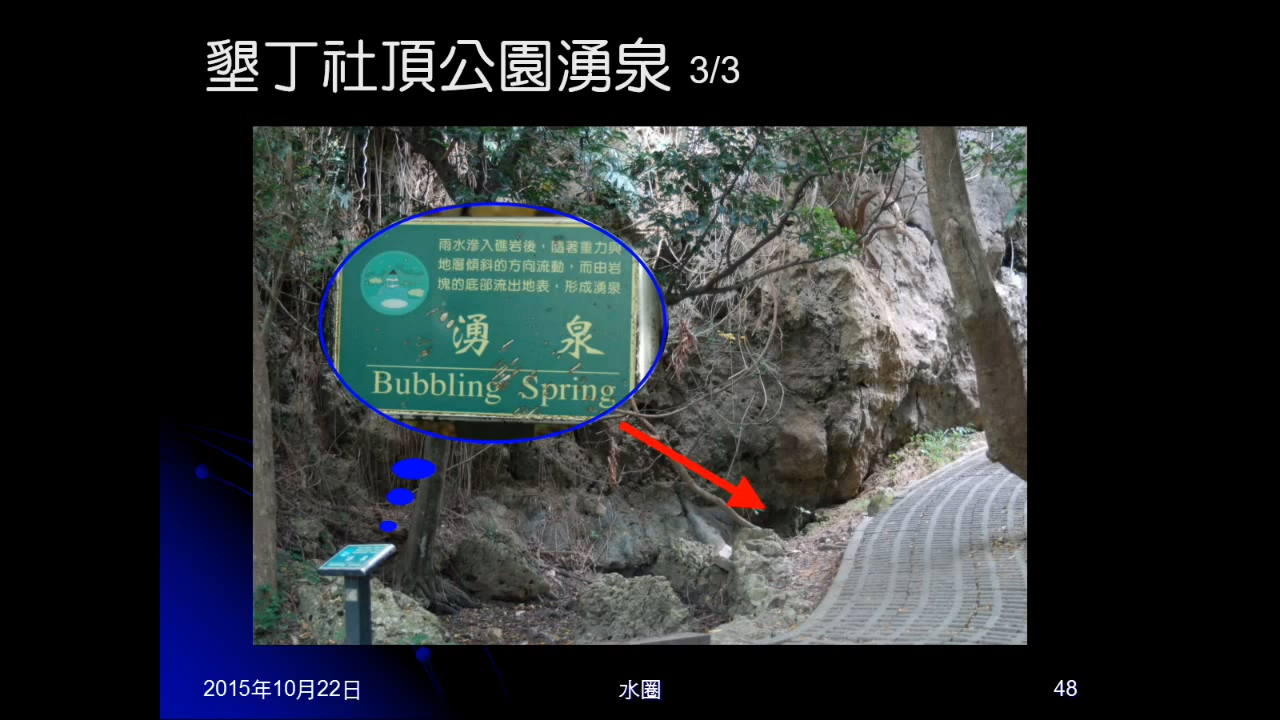 墾丁社頂公園湧泉 3/3
雨水滲入礁岩後，隨著重力與
地層傾斜的方向流動，而由岩
塊的底部流出地表，形成湧泉
湧泉
Bubbling Spring
2015年10月22日
水圈
48